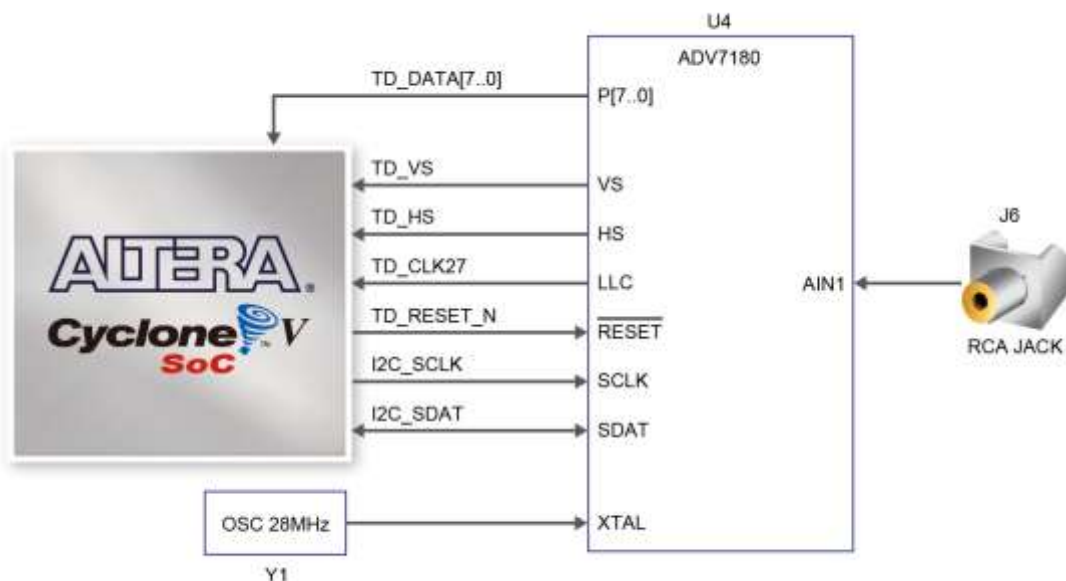 U4
ADV7180
TD_DATA[7..0]
P[7..0]
TD_VS
VS
TD_HS
HS
J6
TD_CLK27
LLC
AIN1
TD_RESET_N
RESET
RCA JACK
I2C_SCLK
SCLK
I2C_SDAT
SDAT
ALTERA®
Cyclone™ V
SoC
OSC 28MHz
XTAL
Y1